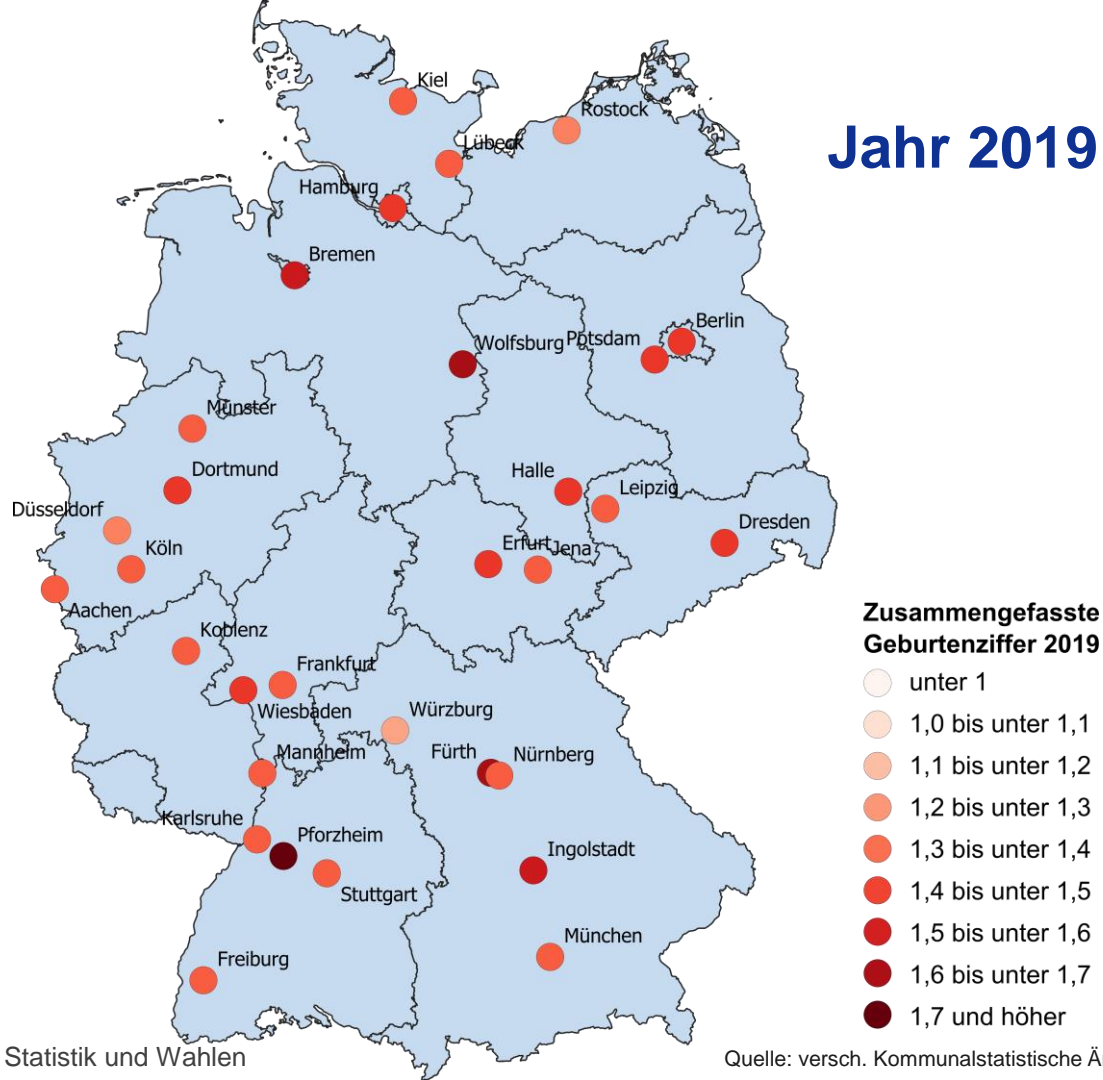 Jahr 2019
Kiel
Rostock
Lübeck
Hamburg
Bremen
Berlin
Wolfsburg
Potsdam
Münster
Dortmund
Halle
Leipzig
Düsseldorf
Dresden
Köln
Erfurt
Jena
Aachen
Koblenz
Frankfurt
Wiesbaden
Würzburg
Mannheim
Fürth
Nürnberg
Karlsruhe
Pforzheim
Ingolstadt
Stuttgart
München
Freiburg
Zusammengefasste
Geburtenziffer 2019
unter 1
1,0 bis unter 1,1
1,1 bis unter 1,2
1,2 bis unter 1,3
1,3 bis unter 1,4
1,4 bis unter 1,5
1,5 bis unter 1,6
1,6 bis unter 1,7
1,7 und höher
Statistik und Wahlen
Quelle: versch. Kommunalstatistische